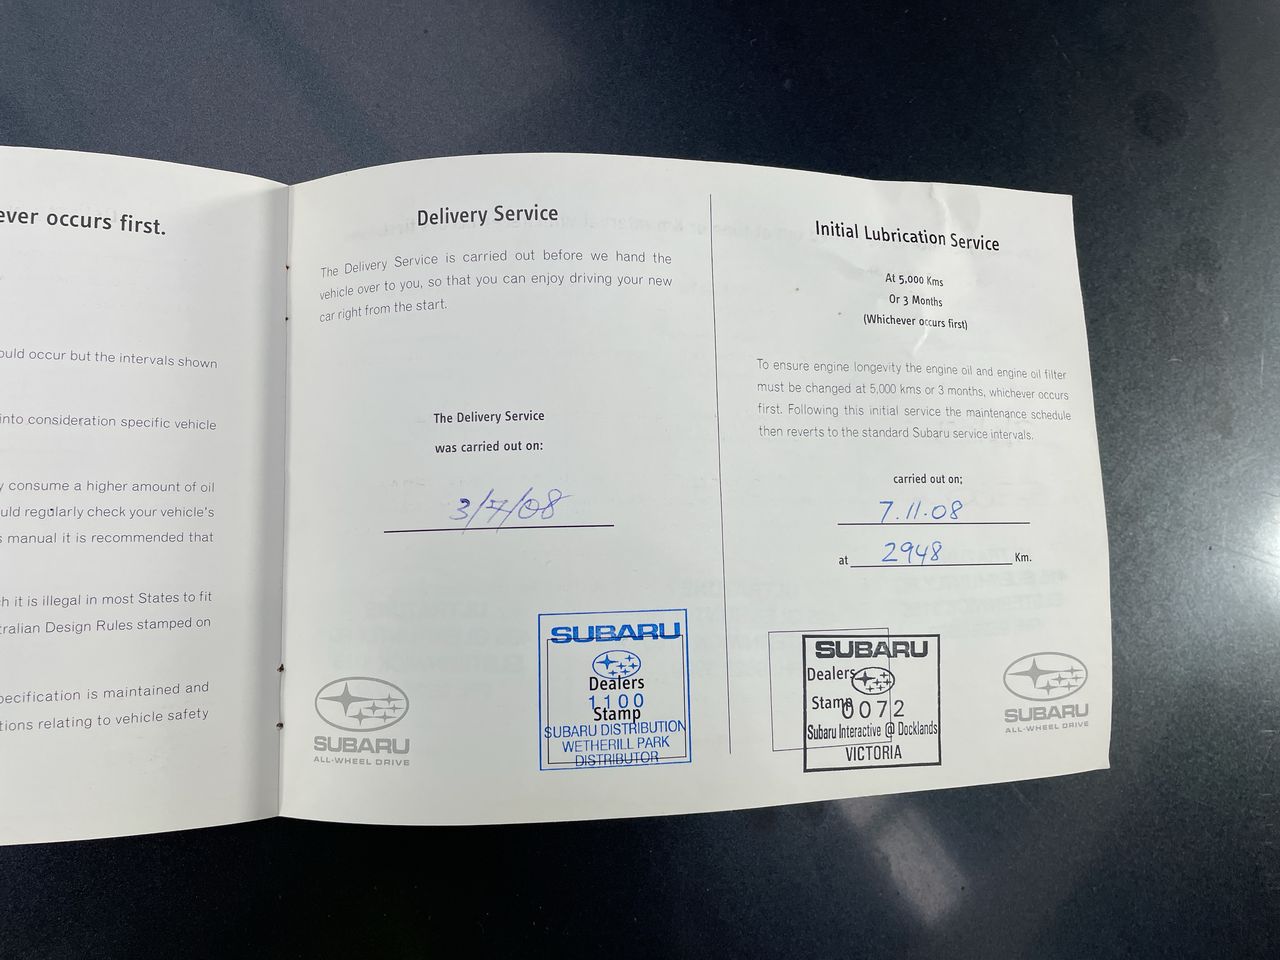 ever occurs first.
ould occur but the intervals shown
into consideration specific vehicle
y consume a higher amount of oil
uld regularly check your vehicle's
s manual it is recommended that
h it is illegal in most States to fit
tralian Design Rules stamped on
pecification is maintained and
tions relating to vehicle safety
Delivery Service
The Delivery Service is carried out before we hand the
vehicle over to you, so that you can enjoy driving your new
car right from the start.
The Delivery Service
was carried out on:
3/7/08
SUBARU
ALL-WHEEL DRIVE
SUBARU
Dealers
1100
Stamp
SUBARU DISTRIBUTION
WETHERILL PARK
DISTRIBUTOR
Initial Lubrication Service
At 5,000 Kms
Or 3 Months
(Whichever occurs first)
To ensure engine longevity the engine oil and engine oil filter
must be changed at 5,000 kms or 3 months, whichever occurs
first. Following this initial service the maintenance schedule
then reverts to the standard Subaru service intervals.
carried out on;
7.11.08
at 2948 Km.
SUBARU
Dealers
Stamp
0072
Subaru Interactive @ Docklands
VICTORIA
SUBARU
ALL-WHEEL DRIVE